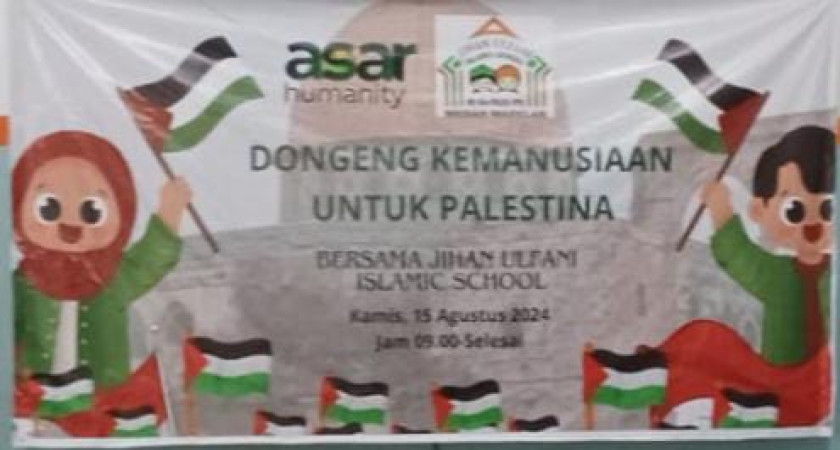 asar
humanity
DONGENG KEMANUSIAAN
UNTUK PALESTINA
BERSAMA JIHAN ULFANI
ISLAMIC SCHOOL
Kamis, 15 Agustus 2024
Jam 09.00-Selesai